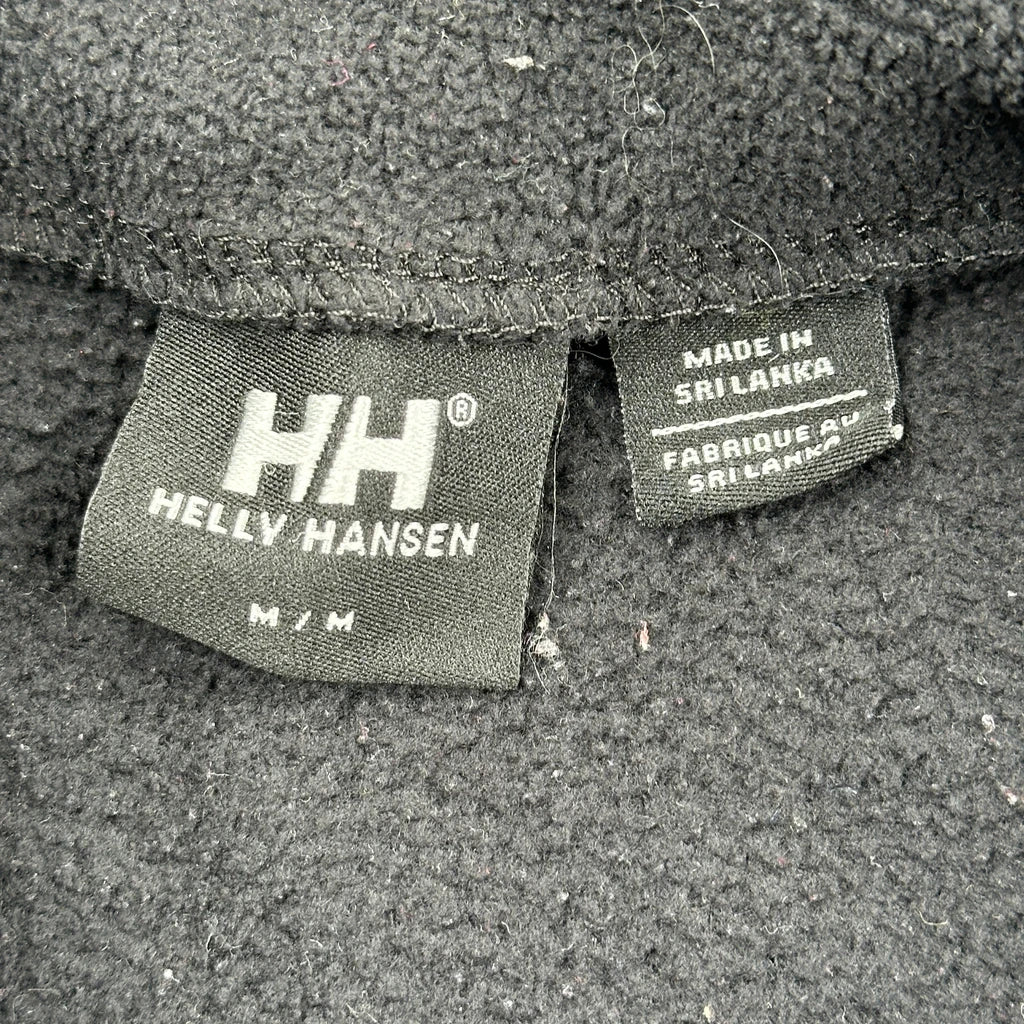 HH®
HELLY HANSEN
M / M
MADE IN
SRI LANKA
FABRIQUE AU
SRI LANKA